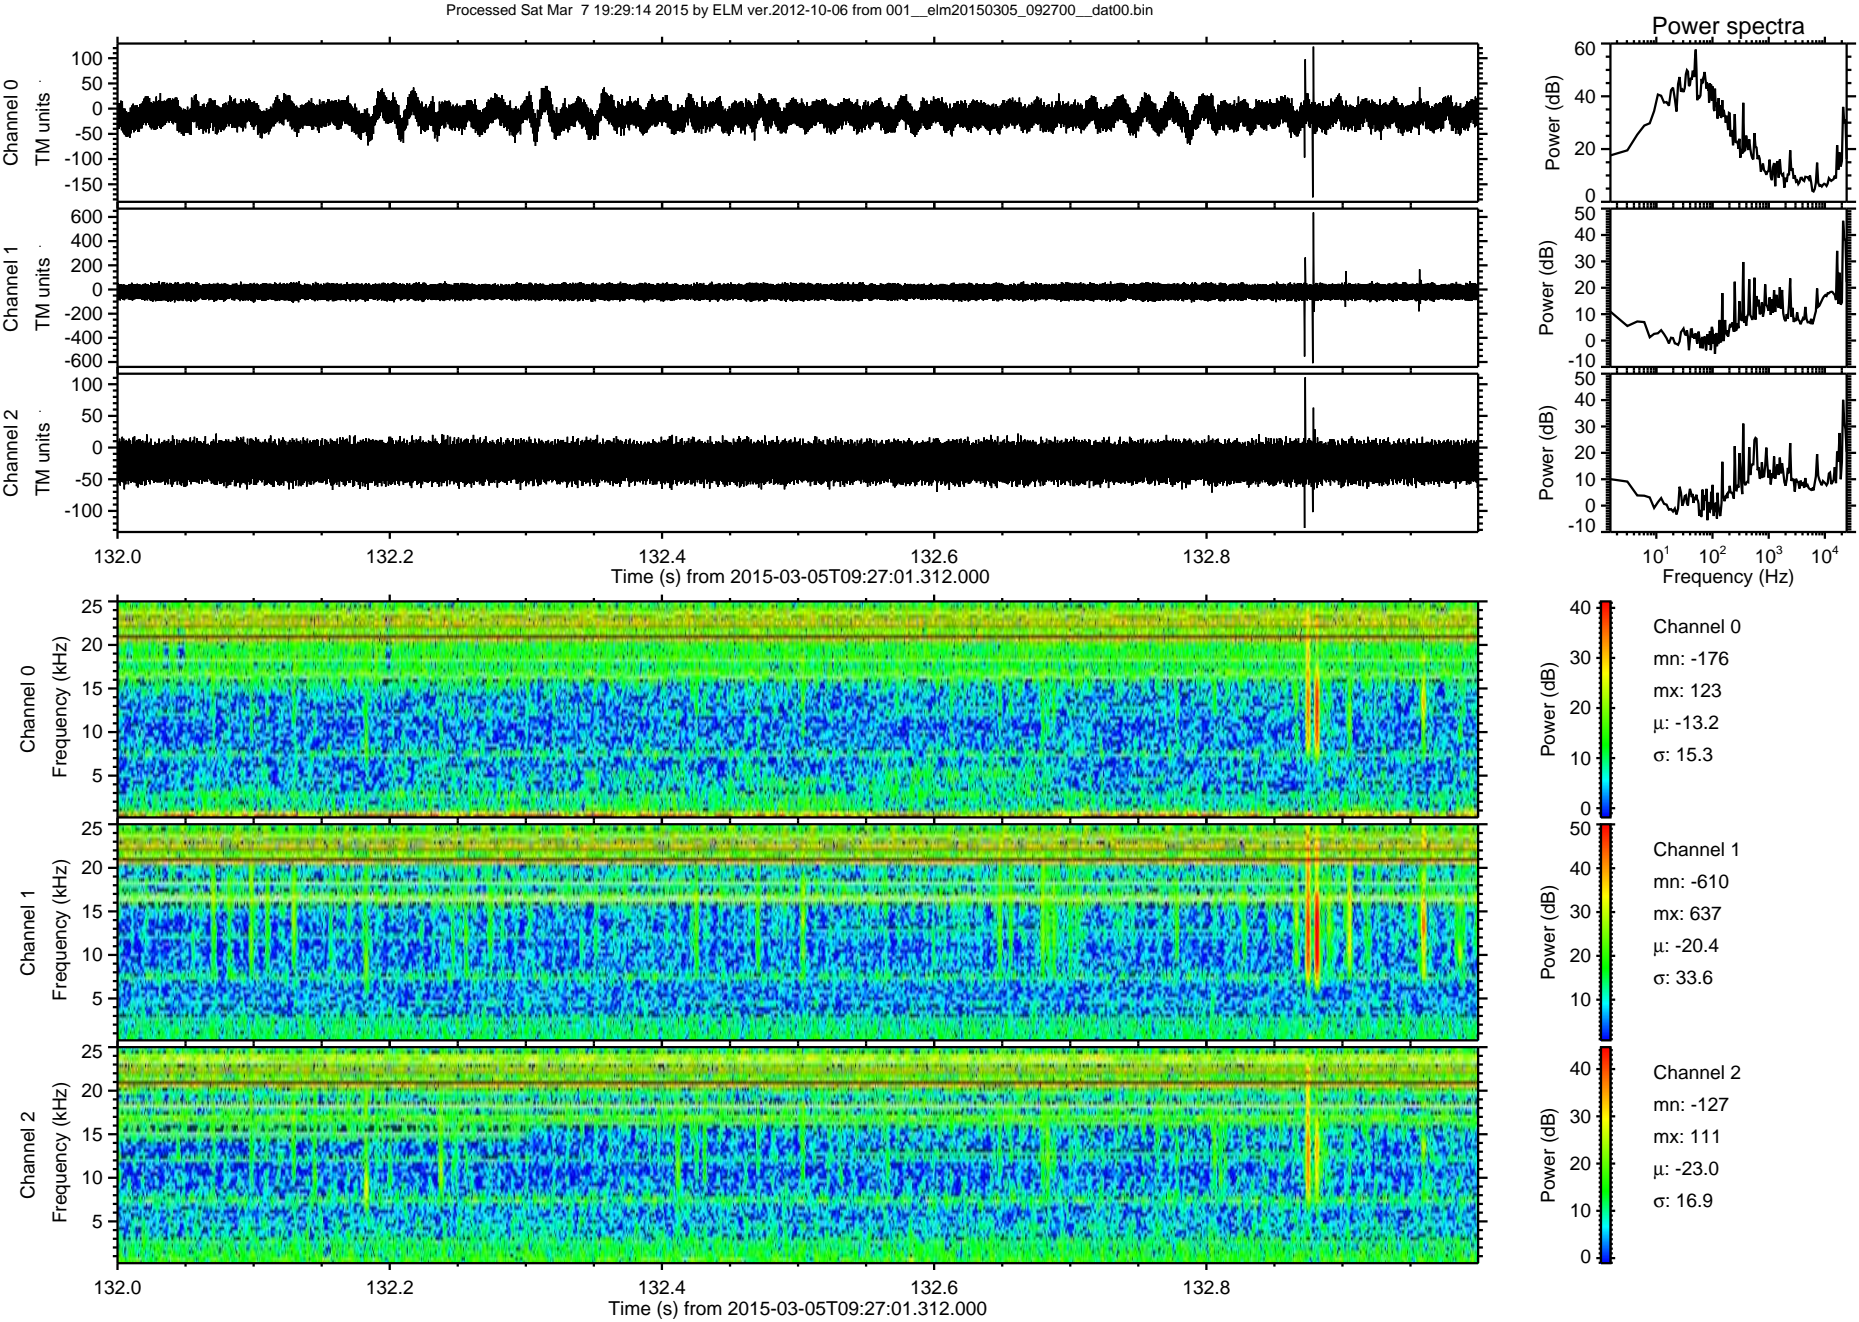 Processed Sat Mar  7 19:29:14 2015 by ELM ver.2012-10-06 from 001__elm20150305_092700__dat00.bin
Power spectra
Channel 0
TM units
100
50
0
-50
-100
-150
Power (dB)
60
40
20
0
Channel 1
TM units
600
400
200
0
-200
-400
-600
Power (dB)
50
40
30
20
10
0
-10
Channel 2
TM units
100
50
0
-50
-100
Power (dB)
50
40
30
20
10
0
-10
132.0 132.2 132.4 132.6 132.8
Time (s) from 2015-03-05T09:27:01.312.000
10¹ 10² 10³ 10⁴
Frequency (Hz)
Channel 0
Frequency (kHz)
25
20
15
10
5
Power (dB)
40
30
20
10
0
Channel 0
mn: -176
mx: 123
µ: -13.2
σ: 15.3
Channel 1
Frequency (kHz)
25
20
15
10
5
Power (dB)
50
40
30
20
10
Channel 1
mn: -610
mx: 637
µ: -20.4
σ: 33.6
Channel 2
Frequency (kHz)
25
20
15
10
5
Power (dB)
40
30
20
10
0
Channel 2
mn: -127
mx: 111
µ: -23.0
σ: 16.9
132.0 132.2 132.4 132.6 132.8
Time (s) from 2015-03-05T09:27:01.312.000